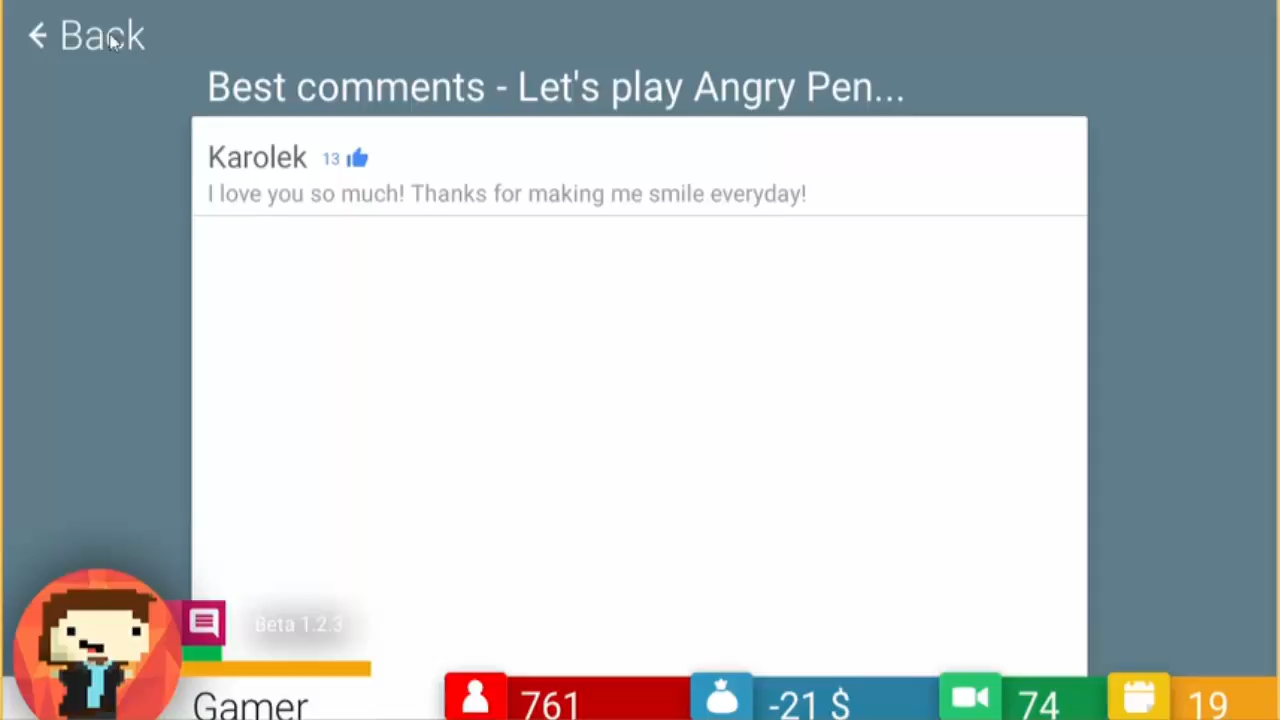 Back
Best comments - Let's play Angry Pen...
Karolek 13
I love you so much! Thanks for making me smile everyday!
Beta 1.2.3
Gamer 761 -21 $ 74 19